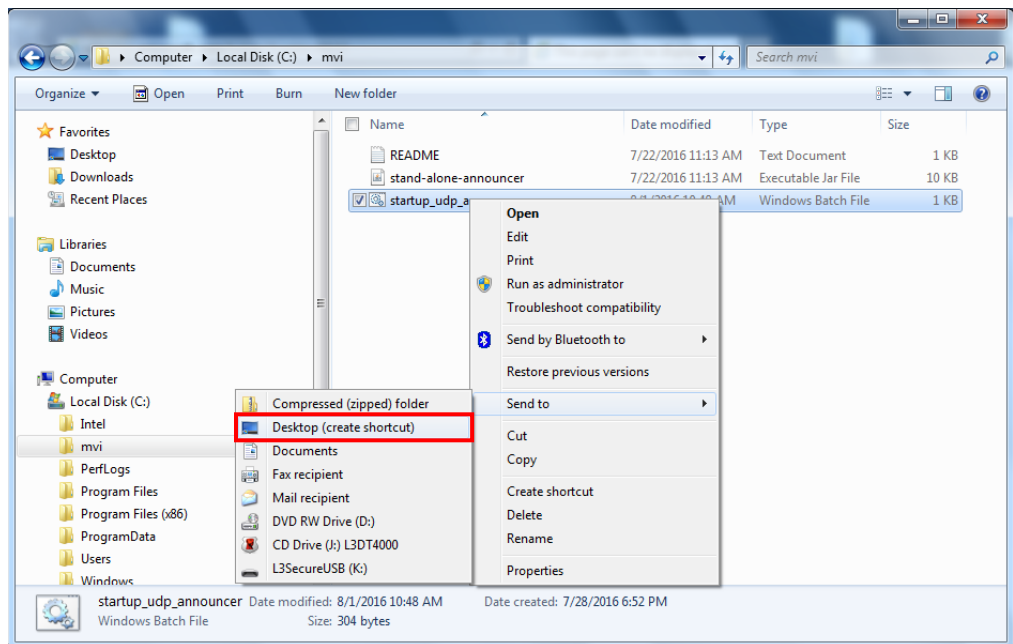 Computer Local Disk (C:) mvi
Search mvi
Organize Open Print Burn New folder
Name Date modified Type Size
README 7/22/2016 11:13 AM Text Document 1 KB
stand-alone-announcer 7/22/2016 11:13 AM Executable Jar File 10 KB
startup_udp_a AM Windows Batch File 1 KB
Favorites
Desktop
Downloads
Recent Places
Libraries
Documents
Music
Pictures
Videos
Computer
Local Disk (C:)
Intel
mvi
PerfLogs
Program Files
Program Files (x86)
ProgramData
Users
Windows
Open
Edit
Print
Run as administrator
Troubleshoot compatibility
Send by Bluetooth to
Restore previous versions
Send to
Cut
Copy
Create shortcut
Delete
Rename
Properties
Compressed (zipped) folder
Desktop (create shortcut)
Documents
Fax recipient
Mail recipient
DVD RW Drive (D:)
CD Drive (J:) L3DT4000
L3SecureUSB (K:)
startup_udp_announcer Date modified: 8/1/2016 10:48 AM Date created: 7/28/2016 6:52 PM
Windows Batch File Size: 304 bytes